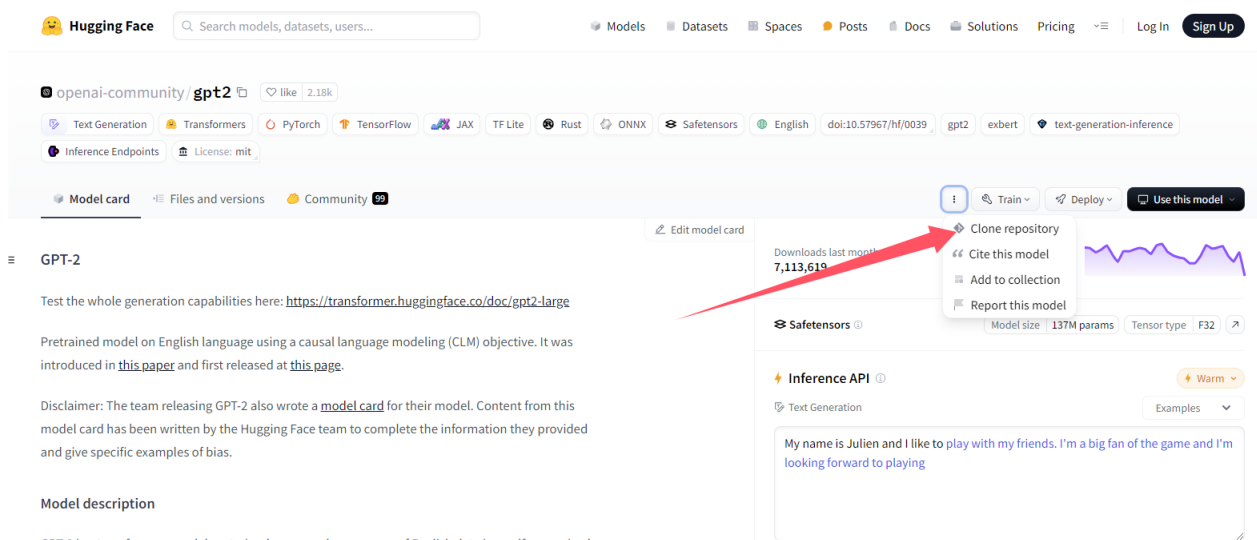 Hugging Face
Search models, datasets, users...
Models
Datasets
Spaces
Posts
Docs
Solutions
Pricing
Log In
Sign Up
openai-community/gpt2
like 2.18k
Text Generation
Transformers
PyTorch
TensorFlow
JAX
TF Lite
Rust
ONNX
Safetensors
English
doi:10.57967/hf/0039
gpt2
exbert
text-generation-inference
Inference Endpoints
License: mit
Model card
Files and versions
Community 99
Train
Deploy
Use this model
Clone repository
Cite this model
Add to collection
Report this model
Edit model card
GPT-2
Test the whole generation capabilities here: https://transformer.huggingface.co/doc/gpt2-large
Pretrained model on English language using a causal language modeling (CLM) objective. It was
introduced in this paper and first released at this page.
Disclaimer: The team releasing GPT-2 also wrote a model card for their model. Content from this
model card has been written by the Hugging Face team to complete the information they provided
and give specific examples of bias.
Model description
Downloads last month
7,113,619
Safetensors
Model size 137M params
Tensor type F32
Inference API
Warm
Text Generation
Examples
My name is Julien and I like to play with my friends. I'm a big fan of the game and I'm
looking forward to playing